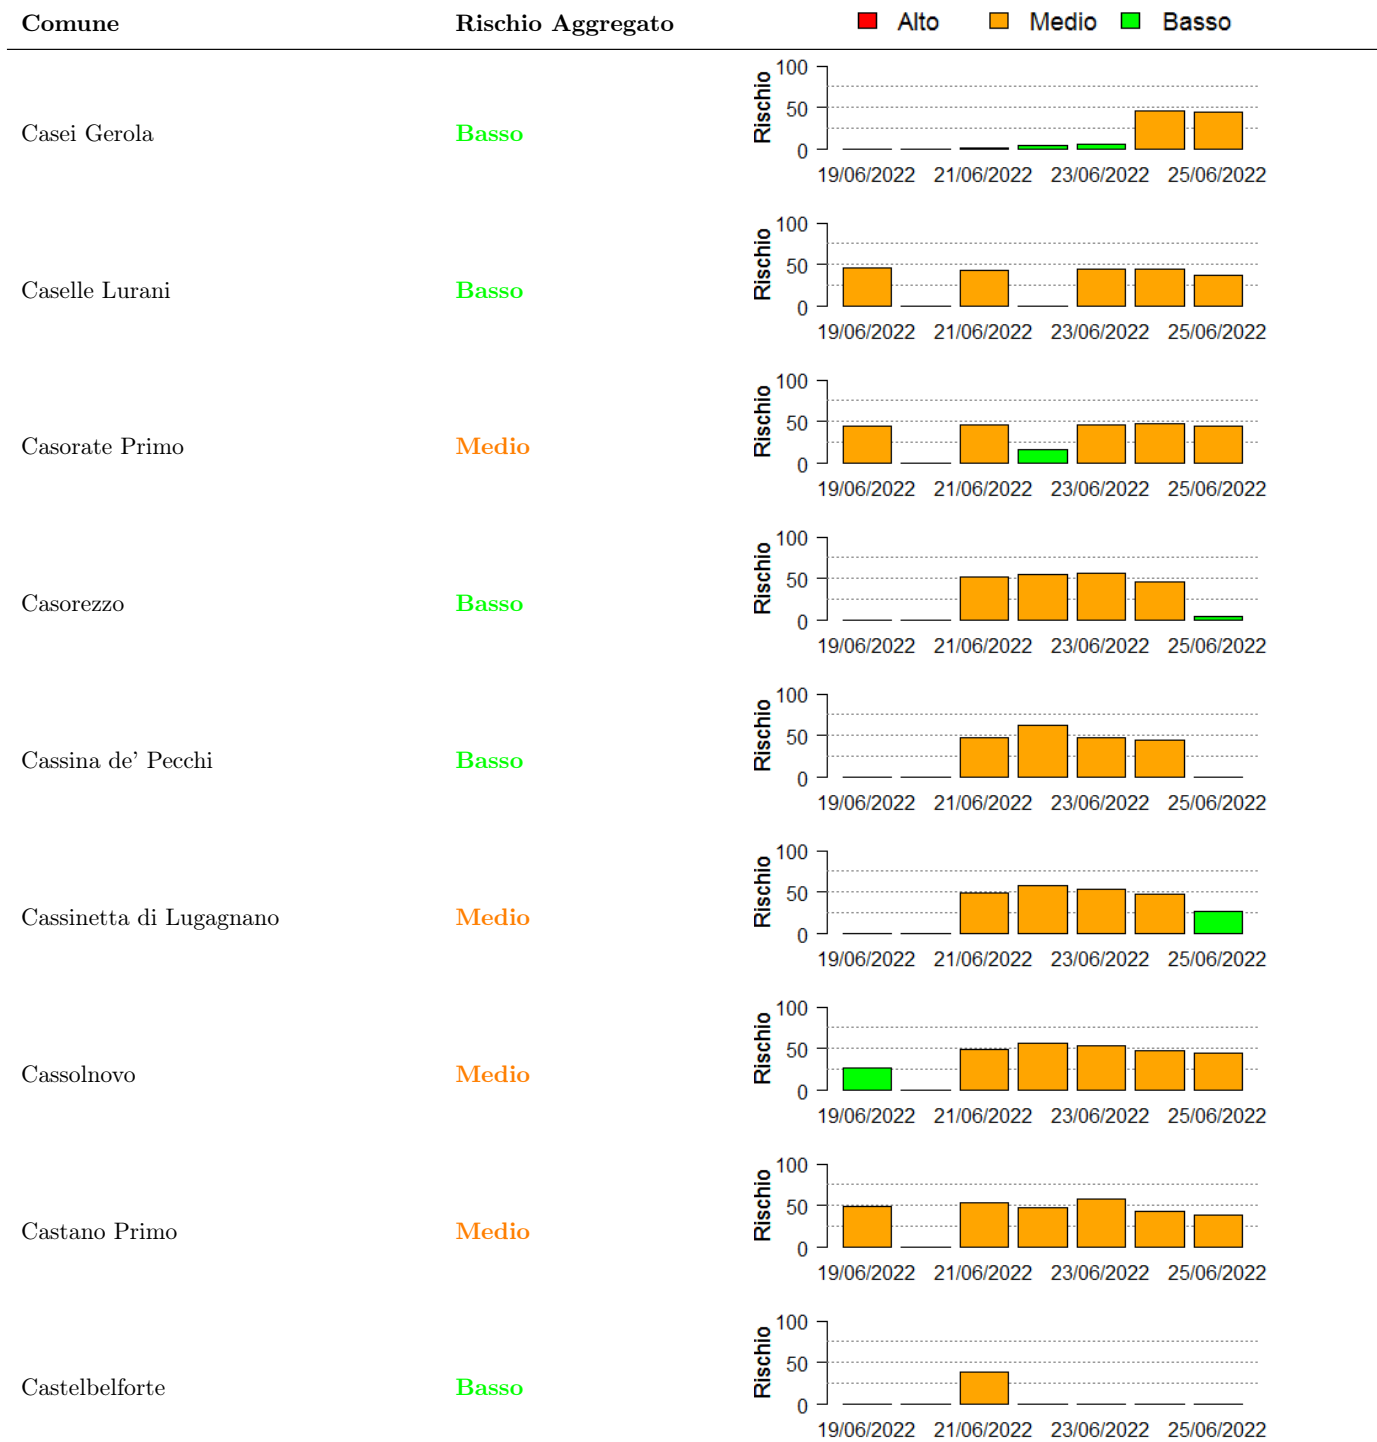 Comune Rischio Aggregato Alto Medio Basso
Casei Gerola Basso
Rischio
100
50
0
19/06/2022 21/06/2022 23/06/2022 25/06/2022
Caselle Lurani Basso
Rischio
100
50
0
19/06/2022 21/06/2022 23/06/2022 25/06/2022
Casorate Primo Medio
Rischio
100
50
0
19/06/2022 21/06/2022 23/06/2022 25/06/2022
Casorezzo Basso
Rischio
100
50
0
19/06/2022 21/06/2022 23/06/2022 25/06/2022
Cassina de' Pecchi Basso
Rischio
100
50
0
19/06/2022 21/06/2022 23/06/2022 25/06/2022
Cassinetta di Lugagnano Medio
Rischio
100
50
0
19/06/2022 21/06/2022 23/06/2022 25/06/2022
Cassolnovo Medio
Rischio
100
50
0
19/06/2022 21/06/2022 23/06/2022 25/06/2022
Castano Primo Medio
Rischio
100
50
0
19/06/2022 21/06/2022 23/06/2022 25/06/2022
Castelbelforte Basso
Rischio
100
50
0
19/06/2022 21/06/2022 23/06/2022 25/06/2022